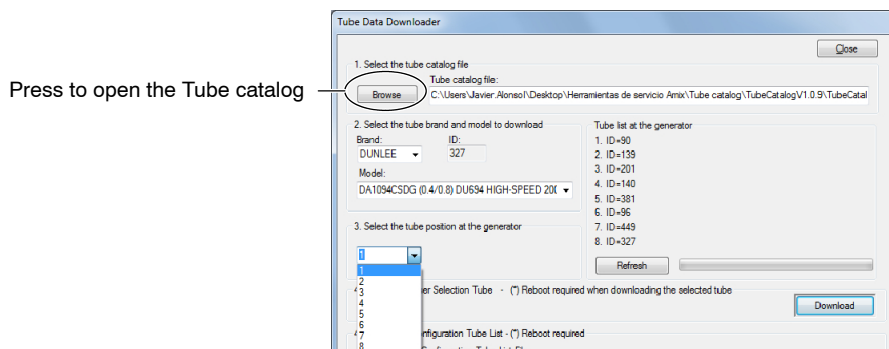 Tube Data Downloader
Close
1. Select the tube catalog file
Press to open the Tube catalog
Tube catalog file:
Browse
C:\Users\Javier.Alonsol\Desktop\Herramientas de servicio Amix\Tube catalog\TubeCatalogV1.0.9\TubeCatal
2. Select the tube brand and model to download
Brand:
ID:
DUNLEE
327
Model:
DA1094CSDG (0.4/0.8) DU694 HIGH-SPEED
Tube list at the generator
1. ID=90
2. ID=139
3. ID=201
4. ID=140
5. ID=381
6. ID=96
7. ID=449
8. ID=327
Refresh
3. Select the tube position at the generator
1
1
2
3
4
5
6
7
8
er Selection Tube - (*) Reboot required when downloading the selected tube
Download
nfiguration Tube List - (*) Reboot required